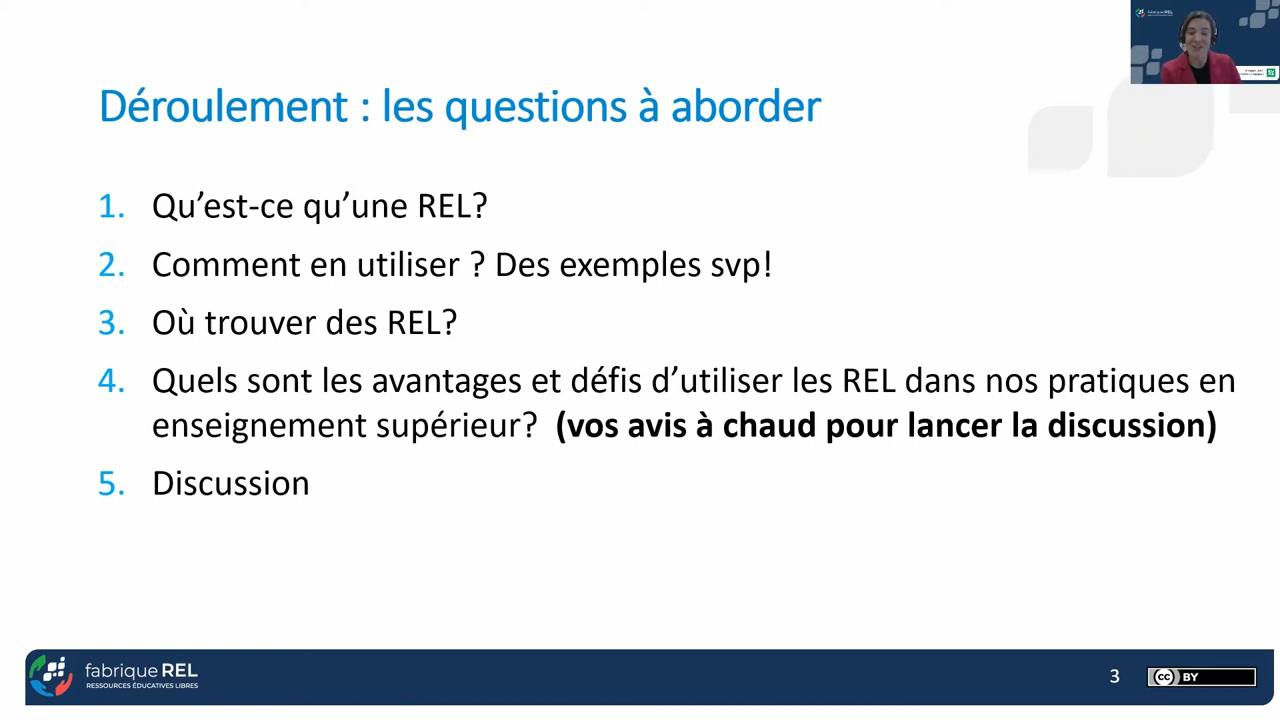 fabrique REL
Déroulement : les questions à aborder
1. Qu’est-ce qu’une REL?
2. Comment en utiliser ? Des exemples svp!
3. Où trouver des REL?
4. Quels sont les avantages et défis d’utiliser les REL dans nos pratiques en
enseignement supérieur? (vos avis à chaud pour lancer la discussion)
5. Discussion
fabrique REL
RESSOURCES ÉDUCATIVES LIBRES
3
cc BY